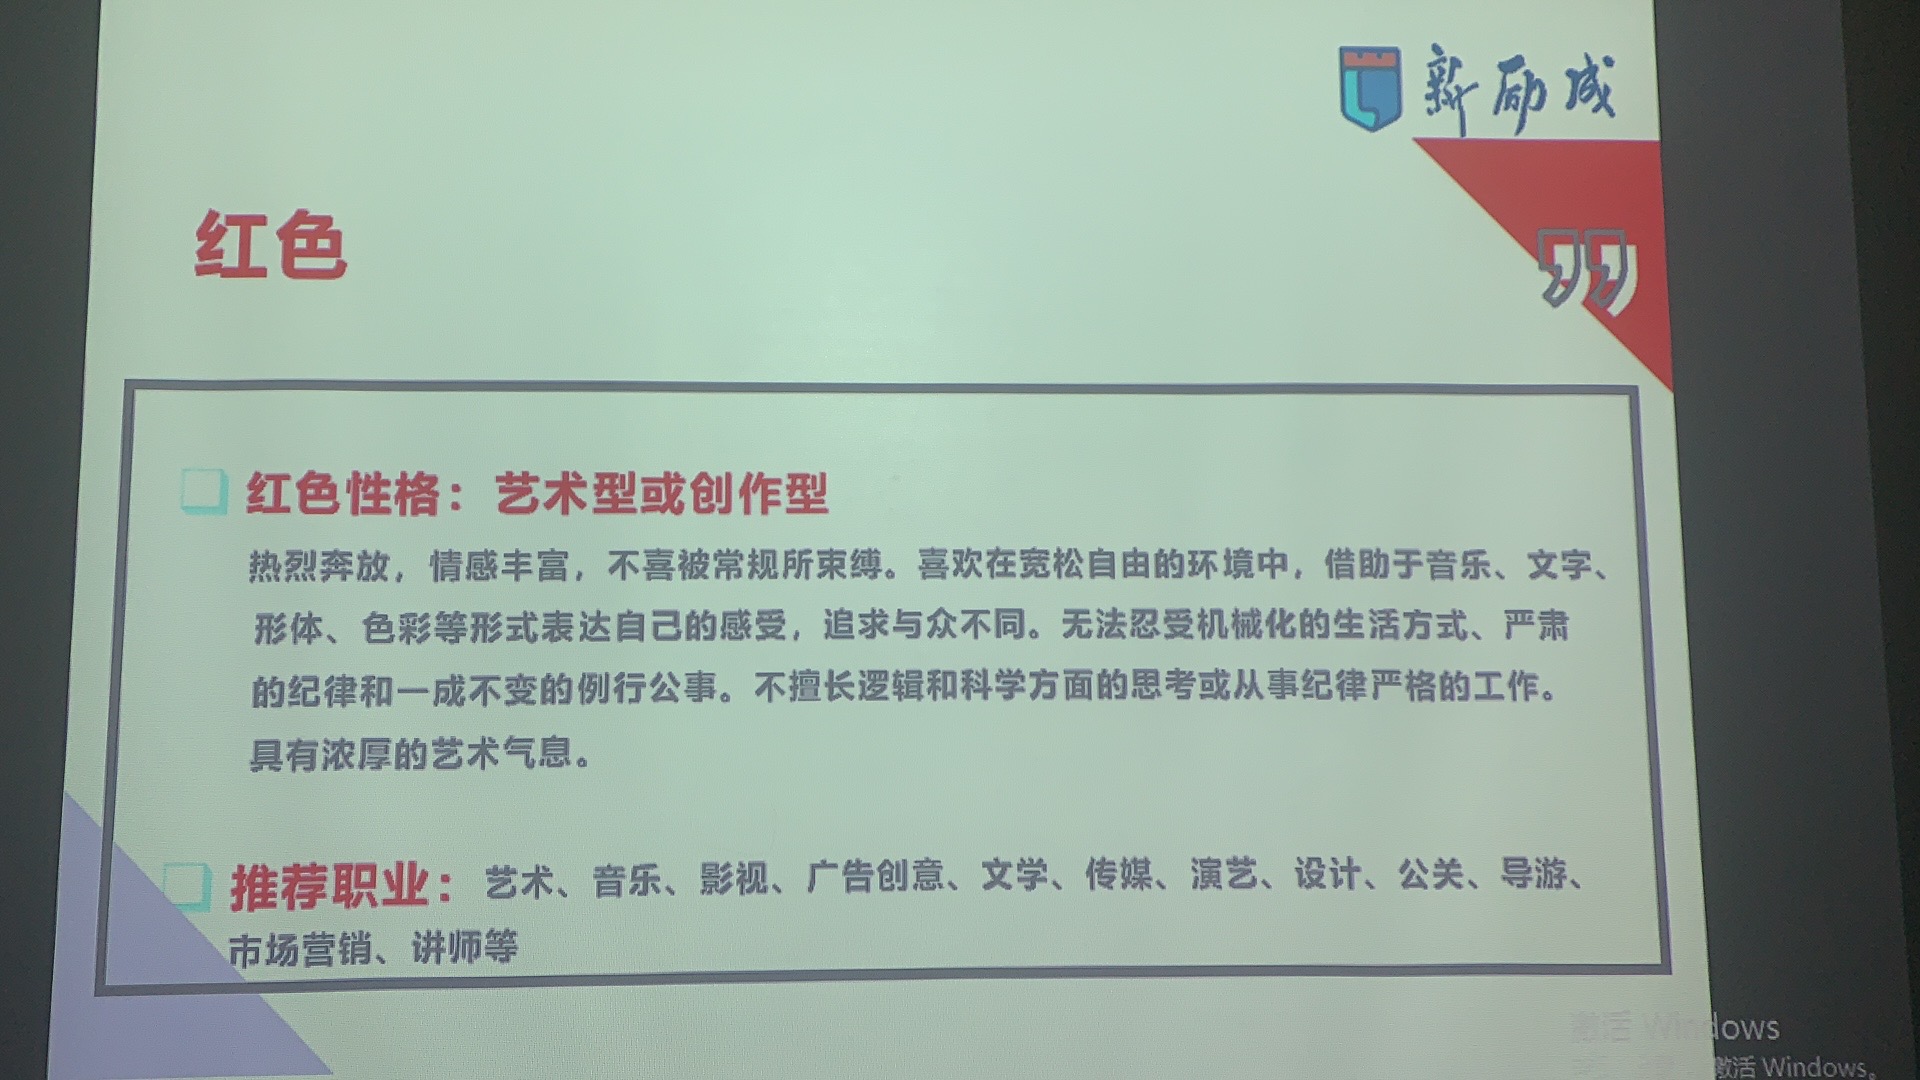 新励成
红色
红色性格：艺术型或创作型
热烈奔放，情感丰富，不喜被常规所束缚。喜欢在宽松自由的环境中，借助于音乐、文字、
形体、色彩等形式表达自己的感受，追求与众不同。无法忍受机械化的生活方式、严肃
的纪律和一成不变的例行公事。不擅长逻辑和科学方面的思考或从事纪律严格的工作。
具有浓厚的艺术气息。
推荐职业：艺术、音乐、影视、广告创意、文学、传媒、演艺、设计、公关、导游、
市场营销、讲师等
激活 Windows
激活 Windows。